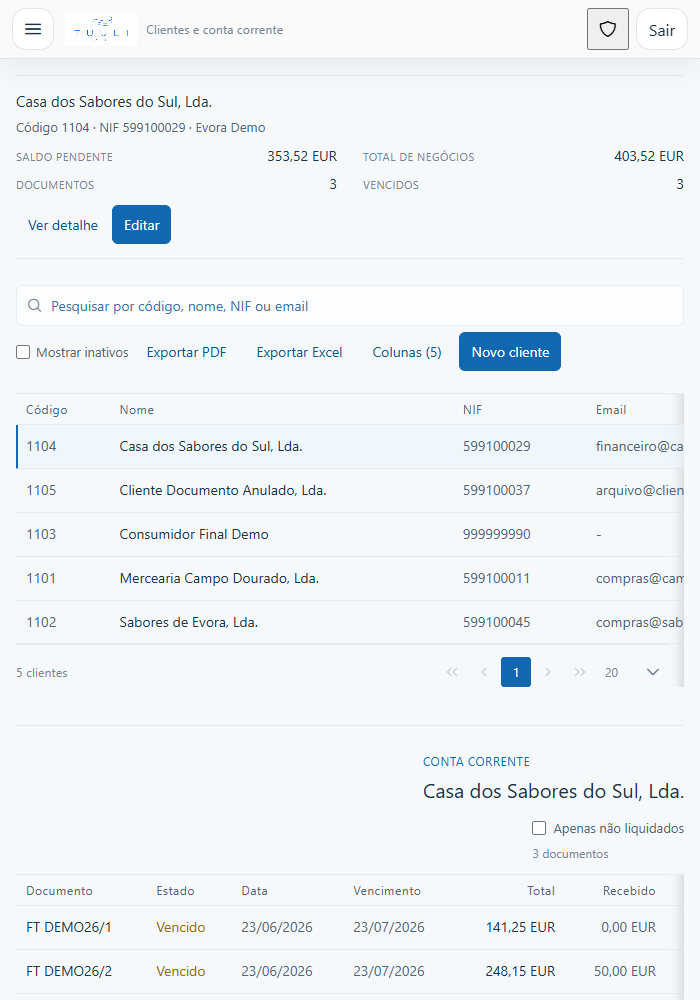 TUQLI
Clientes e conta corrente
Sair
Casa dos Sabores do Sul, Lda.
Código 1104 · NIF 599100029 · Evora Demo
SALDO PENDENTE 353,52 EUR TOTAL DE NEGÓCIOS 403,52 EUR
DOCUMENTOS 3 VENCIDOS 3
Ver detalhe Editar
Pesquisar por código, nome, NIF ou email
Mostrar inativos Exportar PDF Exportar Excel Colunas (5) Novo cliente
Código Nome NIF Email
1104 Casa dos Sabores do Sul, Lda. 599100029 financeiro@ca
1105 Cliente Documento Anulado, Lda. 599100037 arquivo@clien
1103 Consumidor Final Demo 999999990 -
1101 Mercearia Campo Dourado, Lda. 599100011 compras@cam
1102 Sabores de Evora, Lda. 599100045 compras@sab
5 clientes « ‹ 1 › » 20
CONTA CORRENTE
Casa dos Sabores do Sul, Lda.
Apenas não liquidados
3 documentos
Documento Estado Data Vencimento Total Recebido
FT DEMO26/1 Vencido 23/06/2026 23/07/2026 141,25 EUR 0,00 EUR
FT DEMO26/2 Vencido 23/06/2026 23/07/2026 248,15 EUR 50,00 EUR